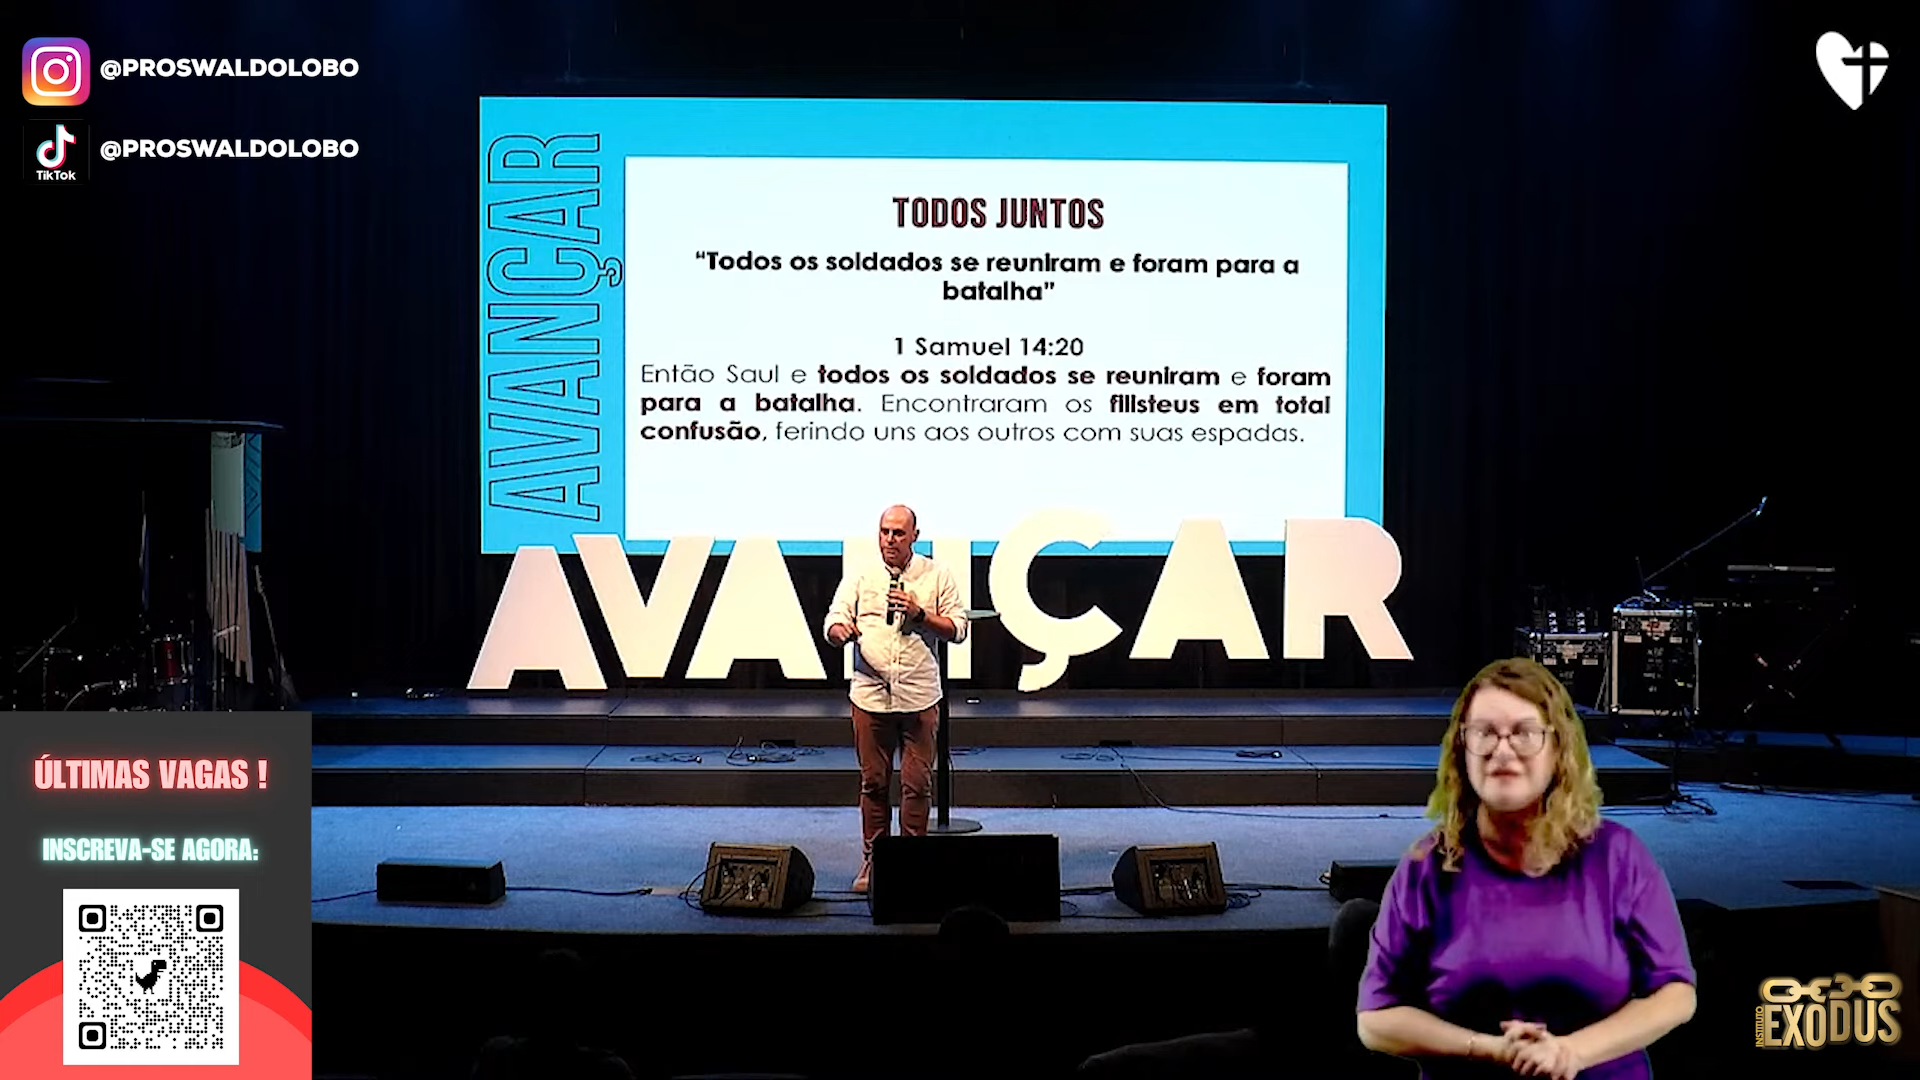 @PROSWALDOLOBO
TikTok
@PROSWALDOLOBO
AVANÇAR
TODOS JUNTOS
“Todos os soldados se reuniram e foram para a
batalha”
1 Samuel 14:20
Então Saul e todos os soldados se reuniram e foram
para a batalha. Encontraram os filisteus em total
confusão, ferindo uns aos outros com suas espadas.
AVANÇAR
ÚLTIMAS VAGAS !
INSCREVA-SE AGORA:
INSTITUTO
EXODUS